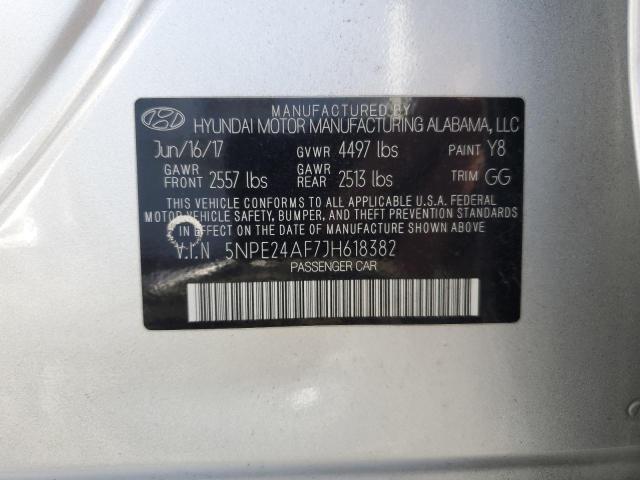 MANUFACTURED BY
HYUNDAI MOTOR MANUFACTURING ALABAMA, LLC
Jun/16/17 GVWR 4497 lbs PAINT Y8
GAWR FRONT 2557 lbs GAWR REAR 2513 lbs TRIM GG
THIS VEHICLE CONFORMS TO ALL APPLICABLE U.S.A. FEDERAL
MOTOR VEHICLE SAFETY, BUMPER, AND THEFT PREVENTION STANDARDS
IN EFFECT ON THE DATE OF MANUFACTURE SHOWN ABOVE.
V.I.N 5NPE24AF7JH618382
PASSENGER CAR